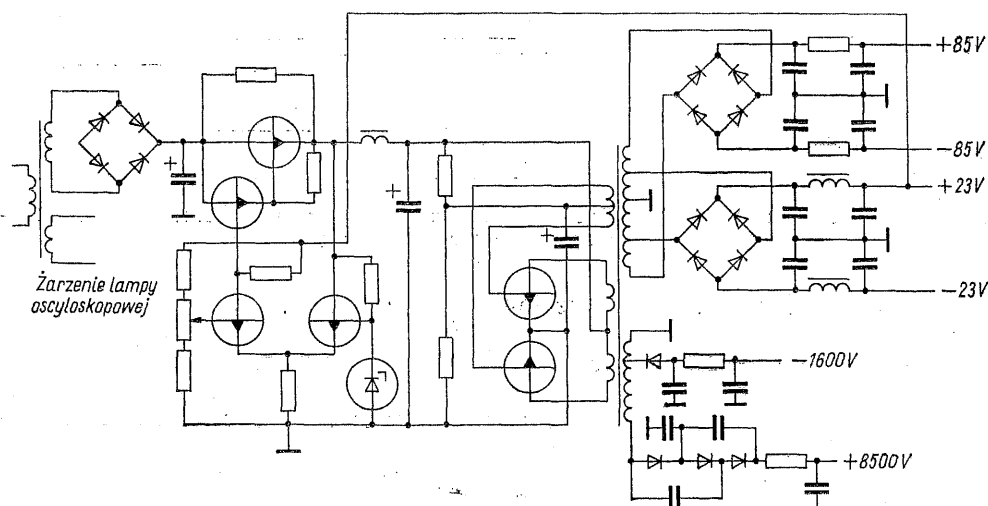 +85V
−85V
+23V
Żarzenie lampy
oscyloskopowej
−23V
−1600V
+8500V